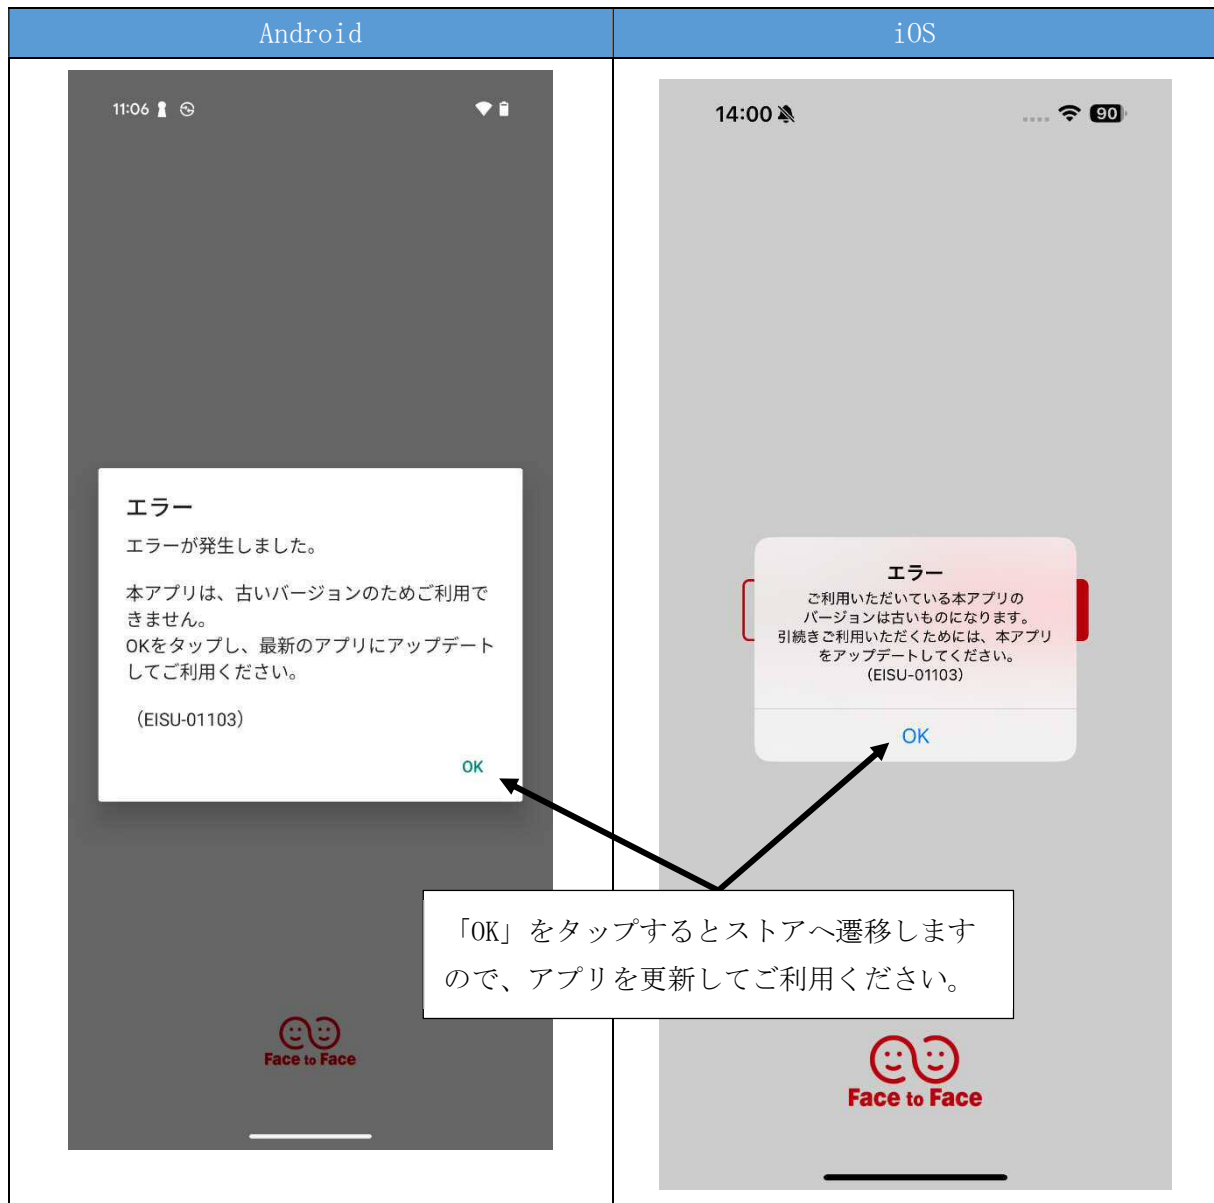 Android
iOS
11:06
エラー
エラーが発生しました。
本アプリは、古いバージョンのためご利用で
きません。
OKをタップし、最新のアプリにアップデート
してご利用ください。
（EISU-01103）
OK
Face to Face
14:00
90
エラー
ご利用いただいている本アプリの
バージョンは古いものになります。
引続きご利用いただくためには、本アプリ
をアップデートしてください。
（EISU-01103）
OK
「OK」をタップするとストアへ遷移します
ので、アプリを更新してご利用ください。
Face to Face